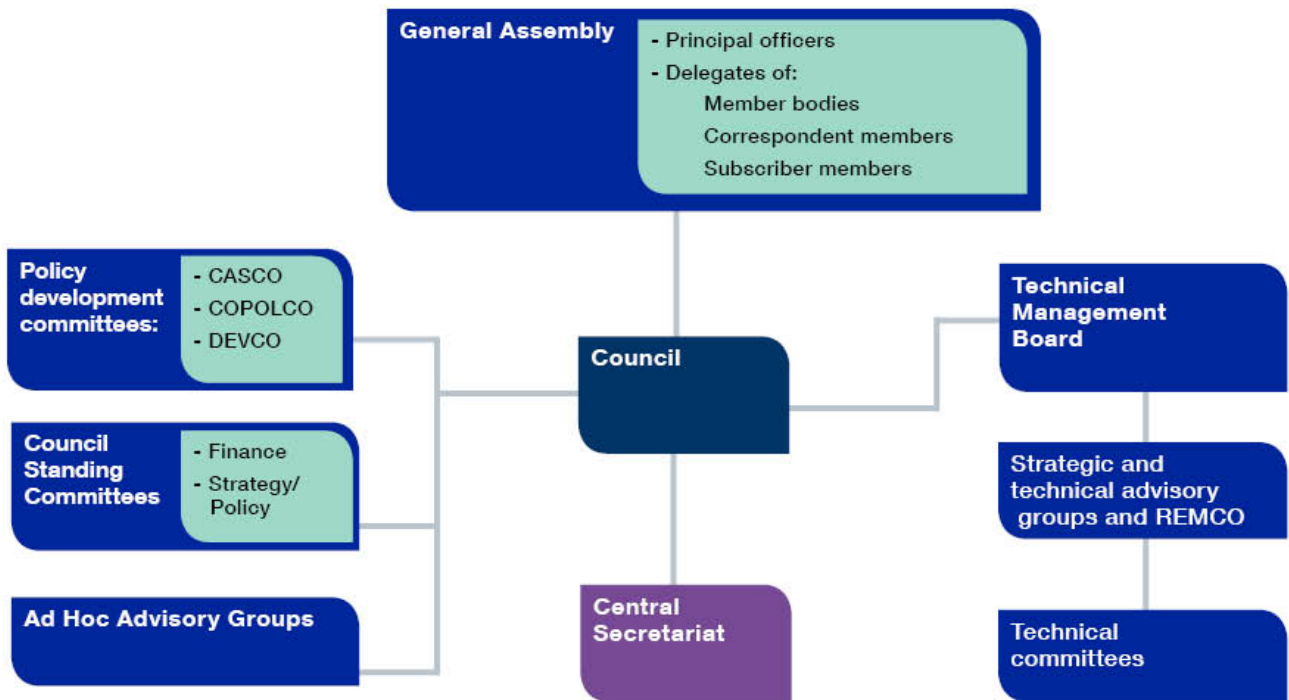 General Assembly
- Principal officers
- Delegates of:
Member bodies
Correspondent members
Subscriber members
Policy
development
committees:
- CASCO
- COPOLCO
- DEVCO
Council
Standing
Committees
- Finance
- Strategy/
Policy
Ad Hoc Advisory Groups
Council
Central
Secretariat
Technical
Management
Board
Strategic and
technical advisory
groups and REMCO
Technical
committees